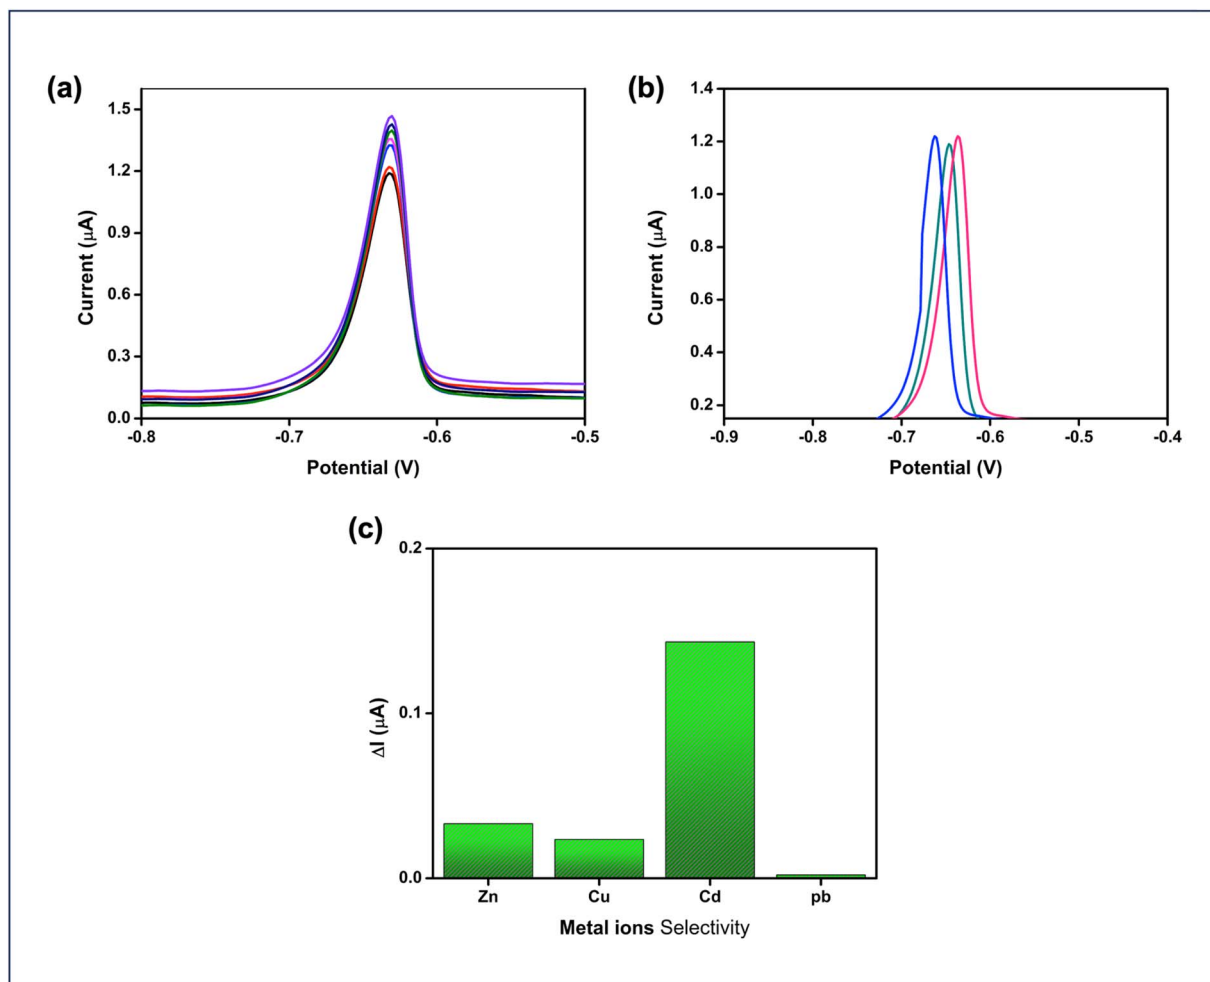 (a)
1.5
1.2
0.9
0.6
0.3
0.0
Current (μA)
-0.8 -0.7 -0.6 -0.5
Potential (V)
(b)
1.4
1.2
1.0
0.8
0.6
0.4
0.2
Current (μA)
-0.9 -0.8 -0.7 -0.6 -0.5 -0.4
Potential (V)
(c)
0.2
0.1
0.0
ΔI (μA)
Zn Cu Cd pb
Metal ions Selectivity